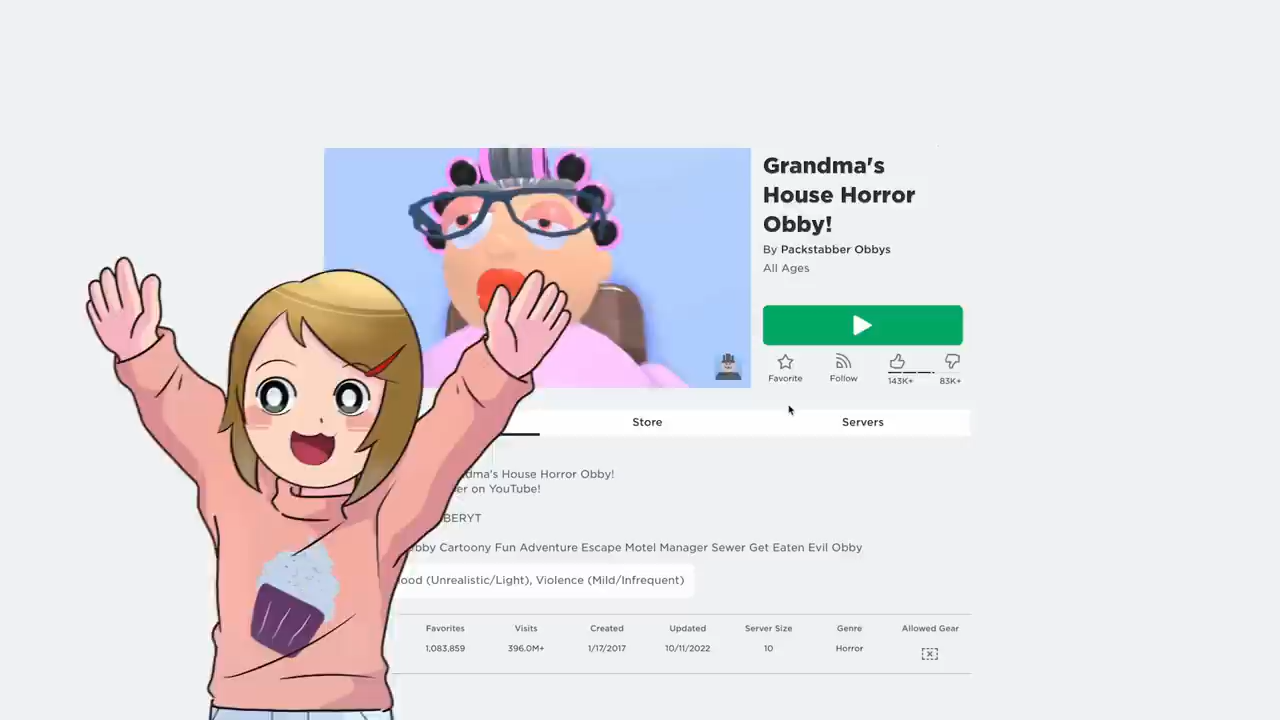 Grandma's
House Horror
Obby!
By Packstabber Obbys
All Ages
Favorite
Follow
143K+
83K+
Store
Servers
dma's House Horror Obby!
er on YouTube!
BERYT
bby Cartoony Fun Adventure Escape Motel Manager Sewer Get Eaten Evil Obby
ood (Unrealistic/Light), Violence (Mild/Infrequent)
Favorites Visits Created Updated Server Size Genre Allowed Gear
1,083,859 396.0M+ 1/17/2017 10/11/2022 10 Horror